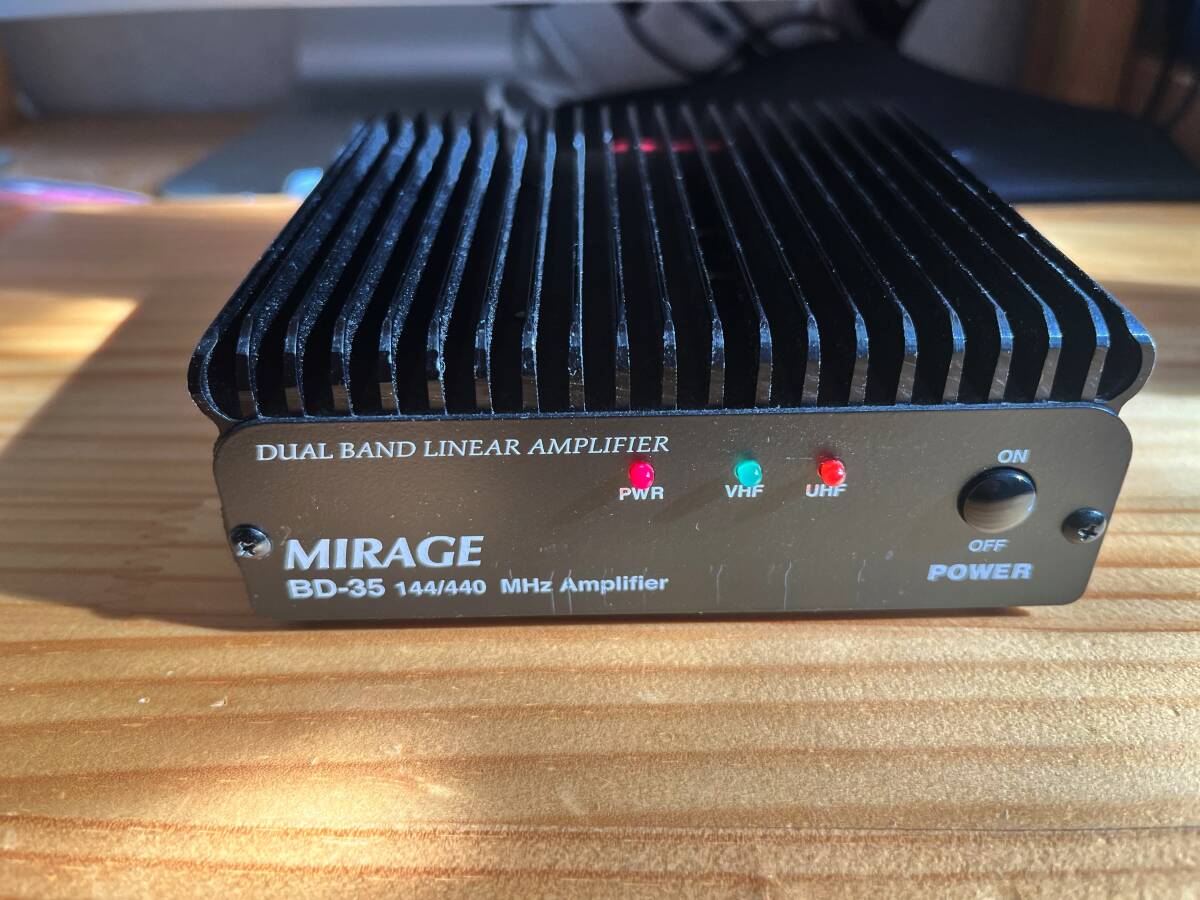 DUAL BAND LINEAR AMPLIFIER
PWR
VHF
UHF
ON
OFF
POWER
MIRAGE
BD-35 144/440 MHz Amplifier